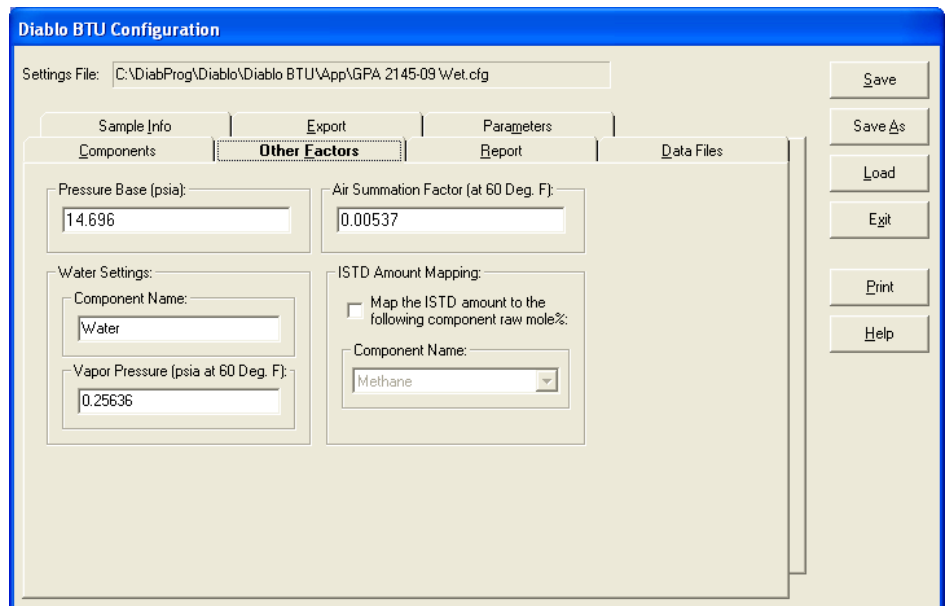 Diablo BTU Configuration
Settings File: C:\DiabProg\Diablo\Diablo BTU\App\GPA 2145-09 Wet.cfg
Save
Sample Info Export Parameters
Save As
Components Other Factors Report Data Files
Load
Pressure Base (psia): Air Summation Factor (at 60 Deg. F):
14.696 0.00537
Exit
Water Settings: ISTD Amount Mapping:
Print
Component Name: Map the ISTD amount to the
following component raw mole%:
Water
Help
Component Name:
Vapor Pressure (psia at 60 Deg. F):
Methane
0.25636